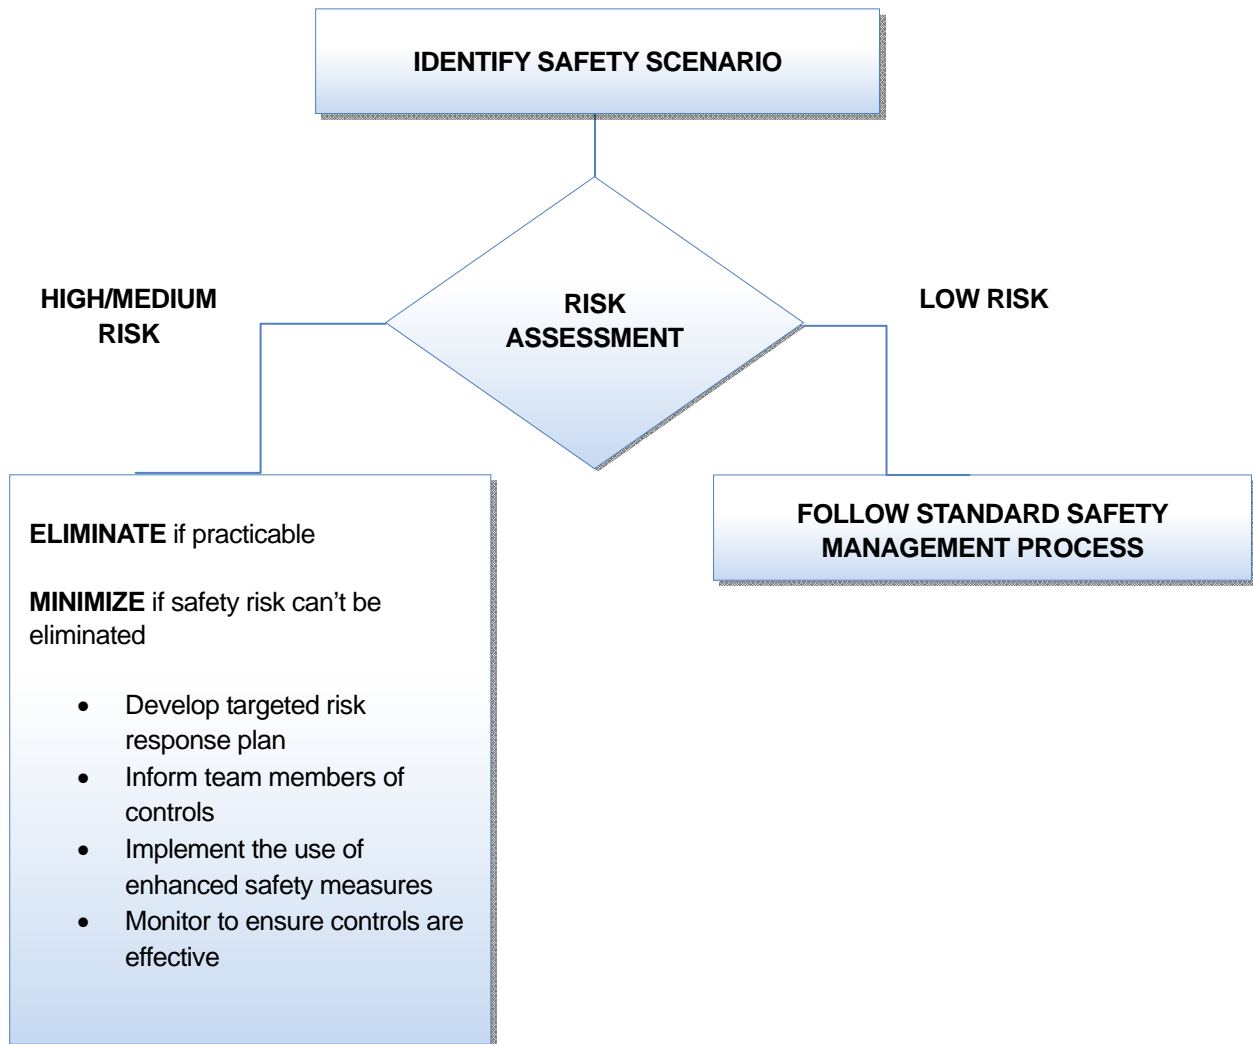 IDENTIFY SAFETY SCENARIO
HIGH/MEDIUM
RISK
RISK
ASSESSMENT
LOW RISK
ELIMINATE if practicable
MINIMIZE if safety risk can’t be
eliminated
• Develop targeted risk
response plan
• Inform team members of
controls
• Implement the use of
enhanced safety measures
• Monitor to ensure controls are
effective
FOLLOW STANDARD SAFETY
MANAGEMENT PROCESS